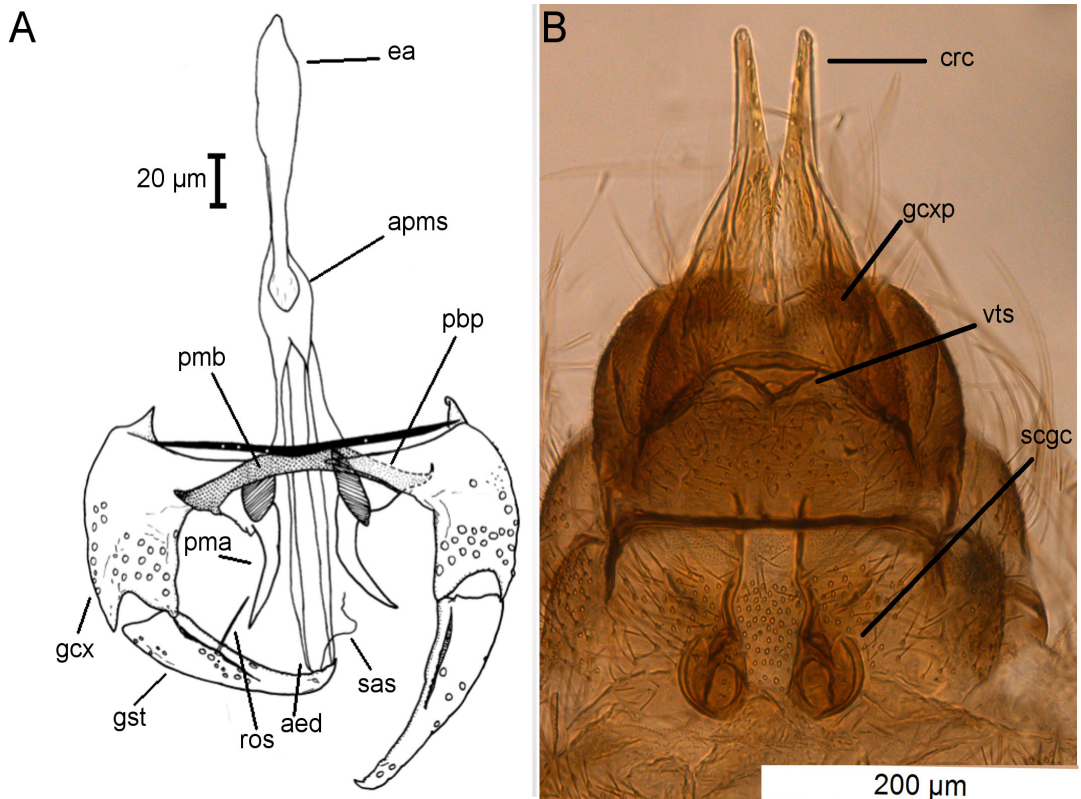 A
ea
20 µm
apms
pbp
pmb
pma
gcx
gst
ros
aed
sas
B
crc
gcxp
vts
scgc
200 µm